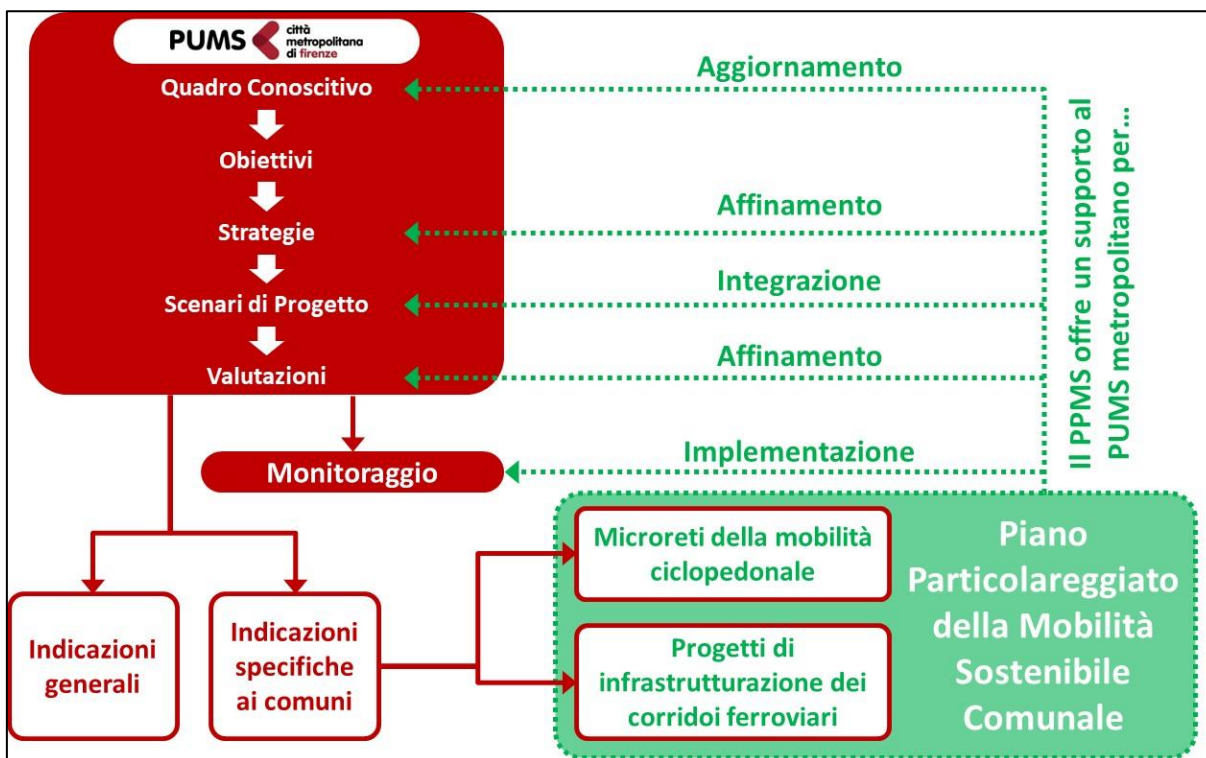 PUMS
città
metropolitana
di firenze
Quadro Conoscitivo
Obiettivi
Strategie
Scenari di Progetto
Valutazioni
Monitoraggio
Aggiornamento
Affinamento
Integrazione
Affinamento
Implementazione
Il PPMS offre un supporto al
PUMS metropolitano per...
Indicazioni
generali
Indicazioni
specifiche
ai comuni
Microreti della mobilità
ciclopedonale
Progetti di
infrastrutturazione dei
corridoi ferroviari
Piano
Particolareggiato
della Mobilità
Sostenibile
Comunale